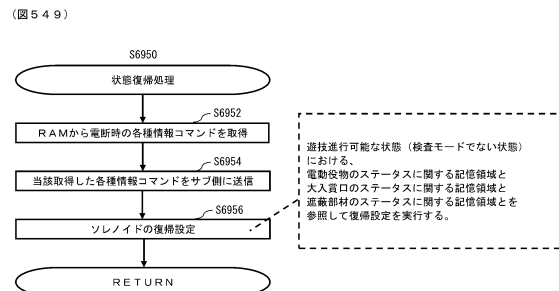 （図５４９）
S6950
状態復帰処理
S6952
ＲＡＭから電断時の各種情報コマンドを取得
S6954
当該取得した各種情報コマンドをサブ側に送信
S6956
ソレノイドの復帰設定
ＲＥＴＵＲＮ
遊技進行可能な状態（検査モードでない状態）
における、
電動役物のステータスに関する記憶領域と
大入賞口のステータスに関する記憶領域と
遮蔽部材のステータスに関する記憶領域とを
参照して復帰設定を実行する。